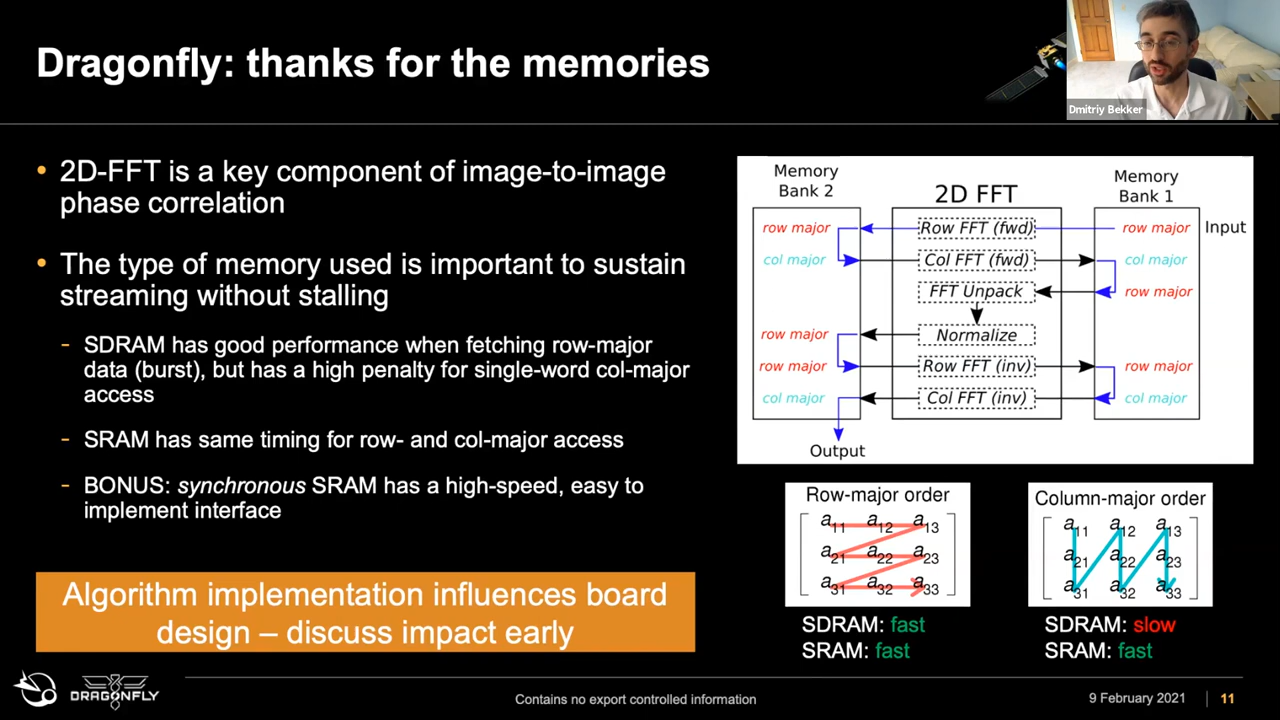 Dragonfly: thanks for the memories
Dmitriy Bekker
• 2D-FFT is a key component of image-to-image
phase correlation
• The type of memory used is important to sustain
streaming without stalling
- SDRAM has good performance when fetching row-major
data (burst), but has a high penalty for single-word col-major
access
- SRAM has same timing for row- and col-major access
- BONUS: synchronous SRAM has a high-speed, easy to
implement interface
Algorithm implementation influences board
design – discuss impact early
Memory
Bank 2
2D FFT
Memory
Bank 1
row major
Row FFT (fwd)
row major
Input
col major
Col FFT (fwd)
col major
FFT Unpack
row major
row major
Normalize
row major
Row FFT (inv)
row major
col major
Col FFT (inv)
col major
Output
Row-major order
a11 a12 a13
a21 a22 a23
a31 a32 a33
SDRAM: fast
SRAM: fast
Column-major order
a11 a12 a13
a21 a22 a23
a31 a32 a33
SDRAM: slow
SRAM: fast
DRAGONFLY
Contains no export controlled information
9 February 2021
11